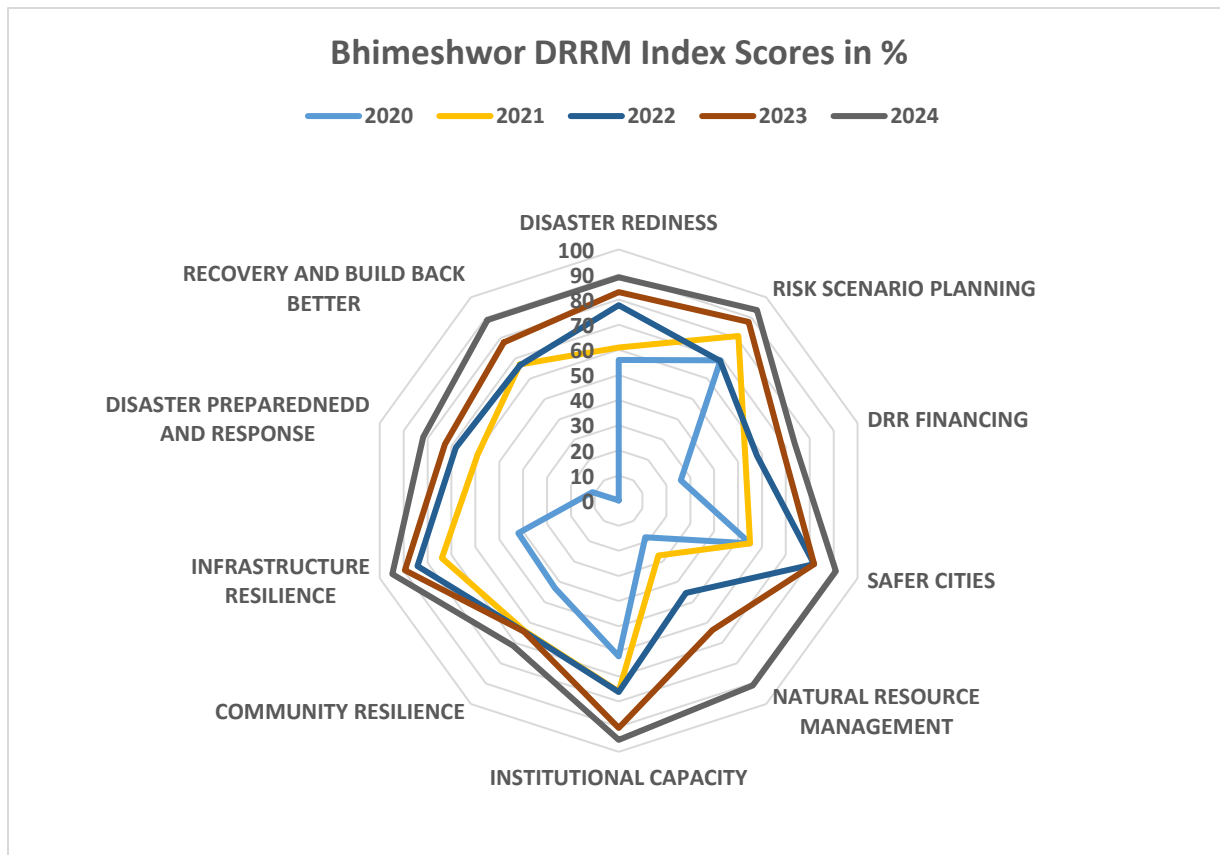 Bhimeshwor DRRM Index Scores in %
2020 2021 2022 2023 2024
DISASTER REDINESS
RISK SCENARIO PLANNING
DRR FINANCING
SAFER CITIES
NATURAL RESOURCE
MANAGEMENT
INSTITUTIONAL CAPACITY
COMMUNITY RESILIENCE
INFRASTRUCTURE
RESILIENCE
DISASTER PREPAREDNEDD
AND RESPONSE
RECOVERY AND BUILD BACK
BETTER
100
90
80
70
60
50
40
30
20
10
0